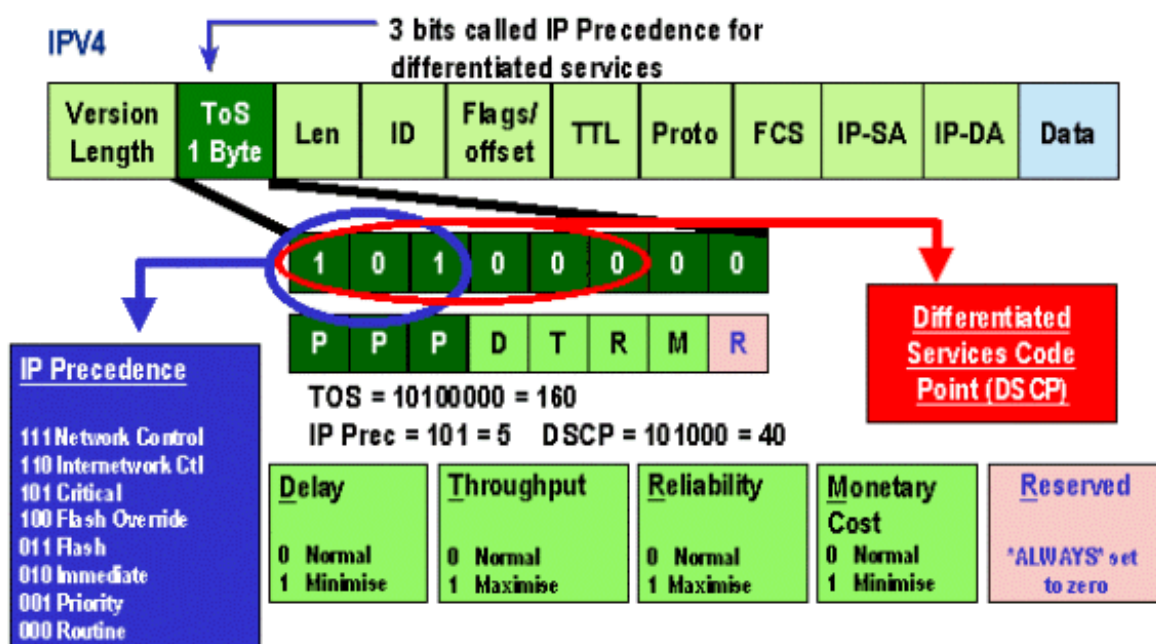 IPV4
3 bits called IP Precedence for
differentiated services
Version
Length
ToS
1 Byte
Len
ID
Flags/
offset
TTL
Proto
FCS
IP-SA
IP-DA
Data
1 0 1 0 0 0 0 0
P P P D T R M R
TOS = 10100000 = 160
IP Prec = 101 = 5 DSCP = 101000 = 40
Differentiated
Services Code
Point (DSCP)
IP Precedence
111 Network Control
110 Internetwork Ctl
101 Critical
100 Flash Override
011 Flash
010 Immediate
001 Priority
000 Routine
Delay
0 Normal
1 Minimise
Throughput
0 Normal
1 Maximise
Reliability
0 Normal
1 Maximise
Monetary
Cost
0 Normal
1 Minimise
Reserved
"ALWAYS" set
to zero